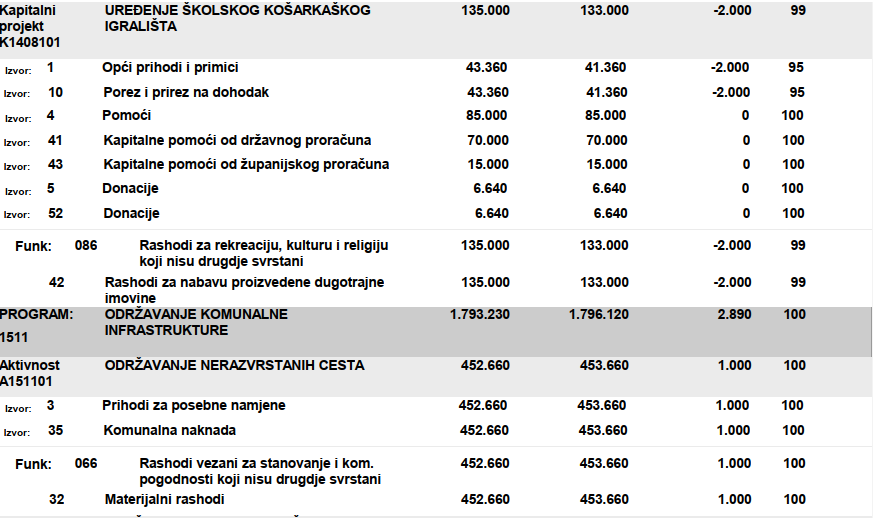 Kapitalni projekt K1408101 UREĐENJE ŠKOLSKOG KOŠARKAŠKOG IGRALIŠTA 135.000 133.000 -2.000 99
Izvor: 1 Opći prihodi i primici 43.360 41.360 -2.000 95
Izvor: 10 Porez i prirez na dohodak 43.360 41.360 -2.000 95
Izvor: 4 Pomoći 85.000 85.000 0 100
Izvor: 41 Kapitalne pomoći od državnog proračuna 70.000 70.000 0 100
Izvor: 43 Kapitalne pomoći od županijskog proračuna 15.000 15.000 0 100
Izvor: 5 Donacije 6.640 6.640 0 100
Izvor: 52 Donacije 6.640 6.640 0 100
Funk: 086 Rashodi za rekreaciju, kulturu i religiju 135.000 133.000 -2.000 99
koji nisu drugdje svrstani
42 Rashodi za nabavu proizvedene dugotrajne 135.000 133.000 -2.000 99
imovine
PROGRAM: ODRŽAVANJE KOMUNALNE 1.793.230 1.796.120 2.890 100
1511 INFRASTRUKTURE
Aktivnost ODRŽAVANJE NERAZVRSTANIH CESTA 452.660 453.660 1.000 100
A151101
Izvor: 3 Prihodi za posebne namjene 452.660 453.660 1.000 100
Izvor: 35 Komunalna naknada 452.660 453.660 1.000 100
Funk: 066 Rashodi vezani za stanovanje i kom. 452.660 453.660 1.000 100
pogodnosti koji nisu drugdje svrstani
32 Materijalni rashodi 452.660 453.660 1.000 100